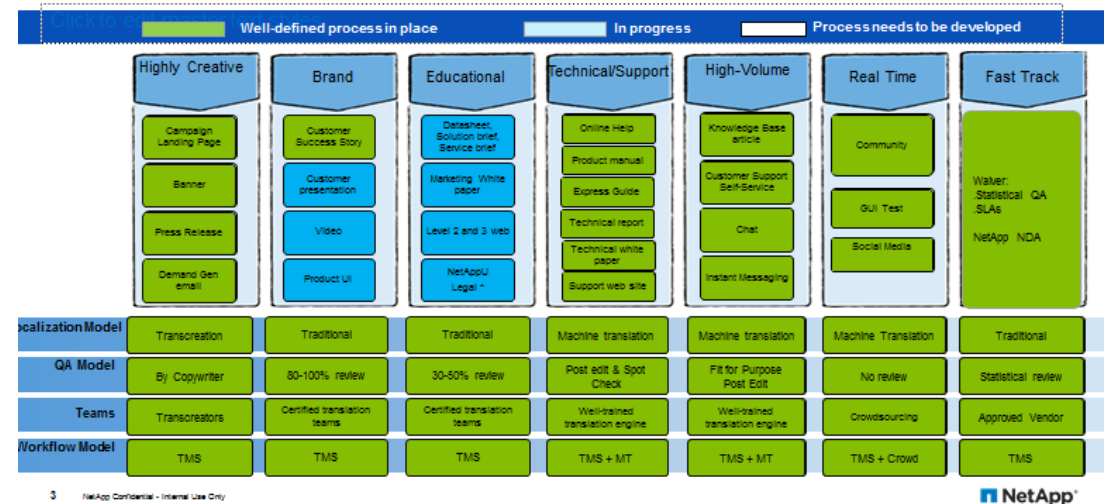 Click to edit master text styles
Well-defined process in place
In progress
Process needs to be developed
Highly Creative
Brand
Educational
Technical/Support
High-Volume
Real Time
Fast Track
Campaign
Landing Page
Banner
Press Release
Demand Gen
email
Customer
Success Story
Customer
presentation
Video
Product UI
Datasheet,
Solution brief,
Service brief
Marketing White
paper
Level 2 and 3 web
NetAppU
Legal ^
Online Help
Product manual
Express Guide
Technical report
Technical white
paper
Support web site
Knowledge Base
article
Customer Support
Self-Service
Chat
Instant Messaging
Community
GUI Test
Social Media
Waiver:
.Statistical QA
.SLAs
NetApp NDA
ocalization Model
Transcreation
Traditional
Traditional
Machine translation
Machine translation
Machine Translation
Traditional
QA Model
By Copywriter
80-100% review
30-50% review
Post edit & Spot
Check
Fit for Purpose
Post Edit
No review
Statistical review
Teams
Transcreators
Certified translation
teams
Certified translation
teams
Well-trained
translation engine
Well-trained
translation engine
Crowdsourcing
Approved Vendor
Workflow Model
TMS
TMS
TMS
TMS + MT
TMS + MT
TMS + Crowd
TMS
3
NetApp Confidential - Internal Use Only
NetApp®